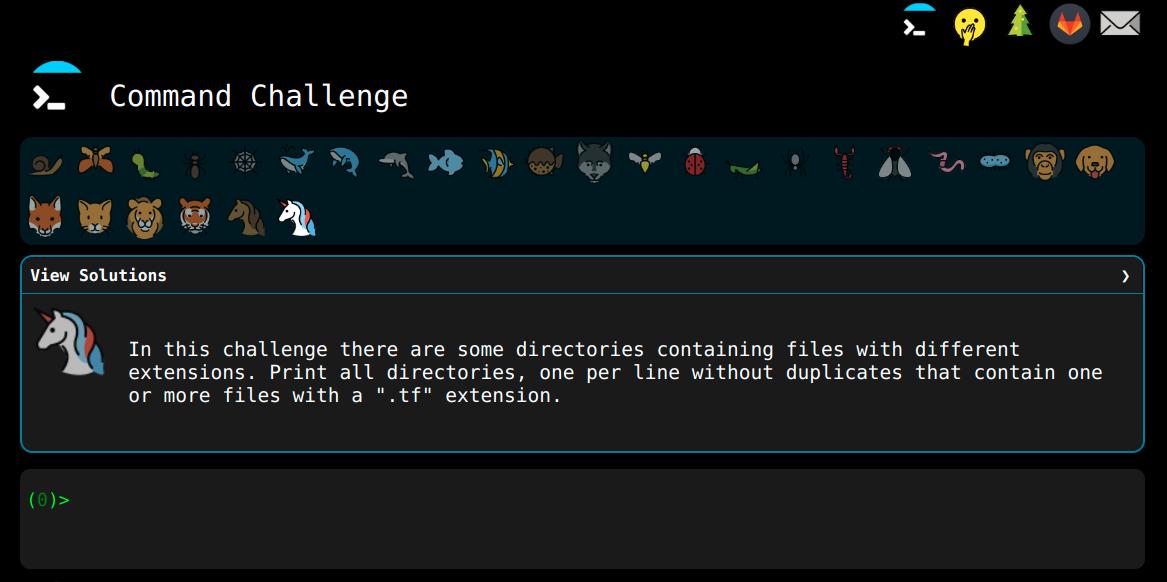 Command Challenge
View Solutions
In this challenge there are some directories containing files with different
extensions. Print all directories, one per line without duplicates that contain one
or more files with a ".tf" extension.
(0)>